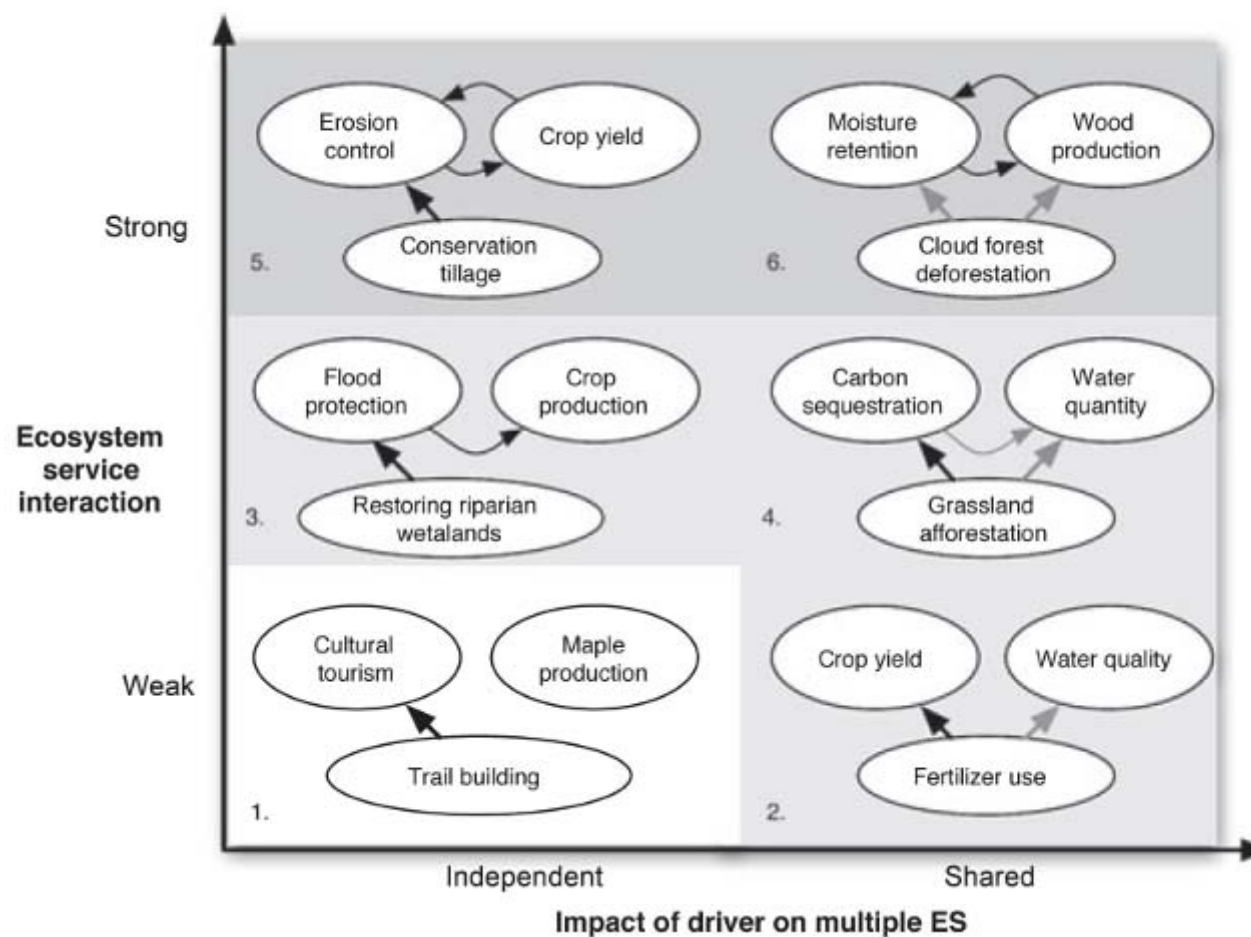 Erosion
control
Crop yield
Conservation
tillage
5.
Moisture
retention
Wood
production
Cloud forest
deforestation
6.
Strong
Flood
protection
Crop
production
Restoring riparian
wetalands
3.
Carbon
sequestration
Water
quantity
Grassland
afforestation
4.
Ecosystem
service
interaction
Cultural
tourism
Maple
production
Trail building
1.
Crop yield
Water quality
Fertilizer use
2.
Weak
Independent
Shared
Impact of driver on multiple ES